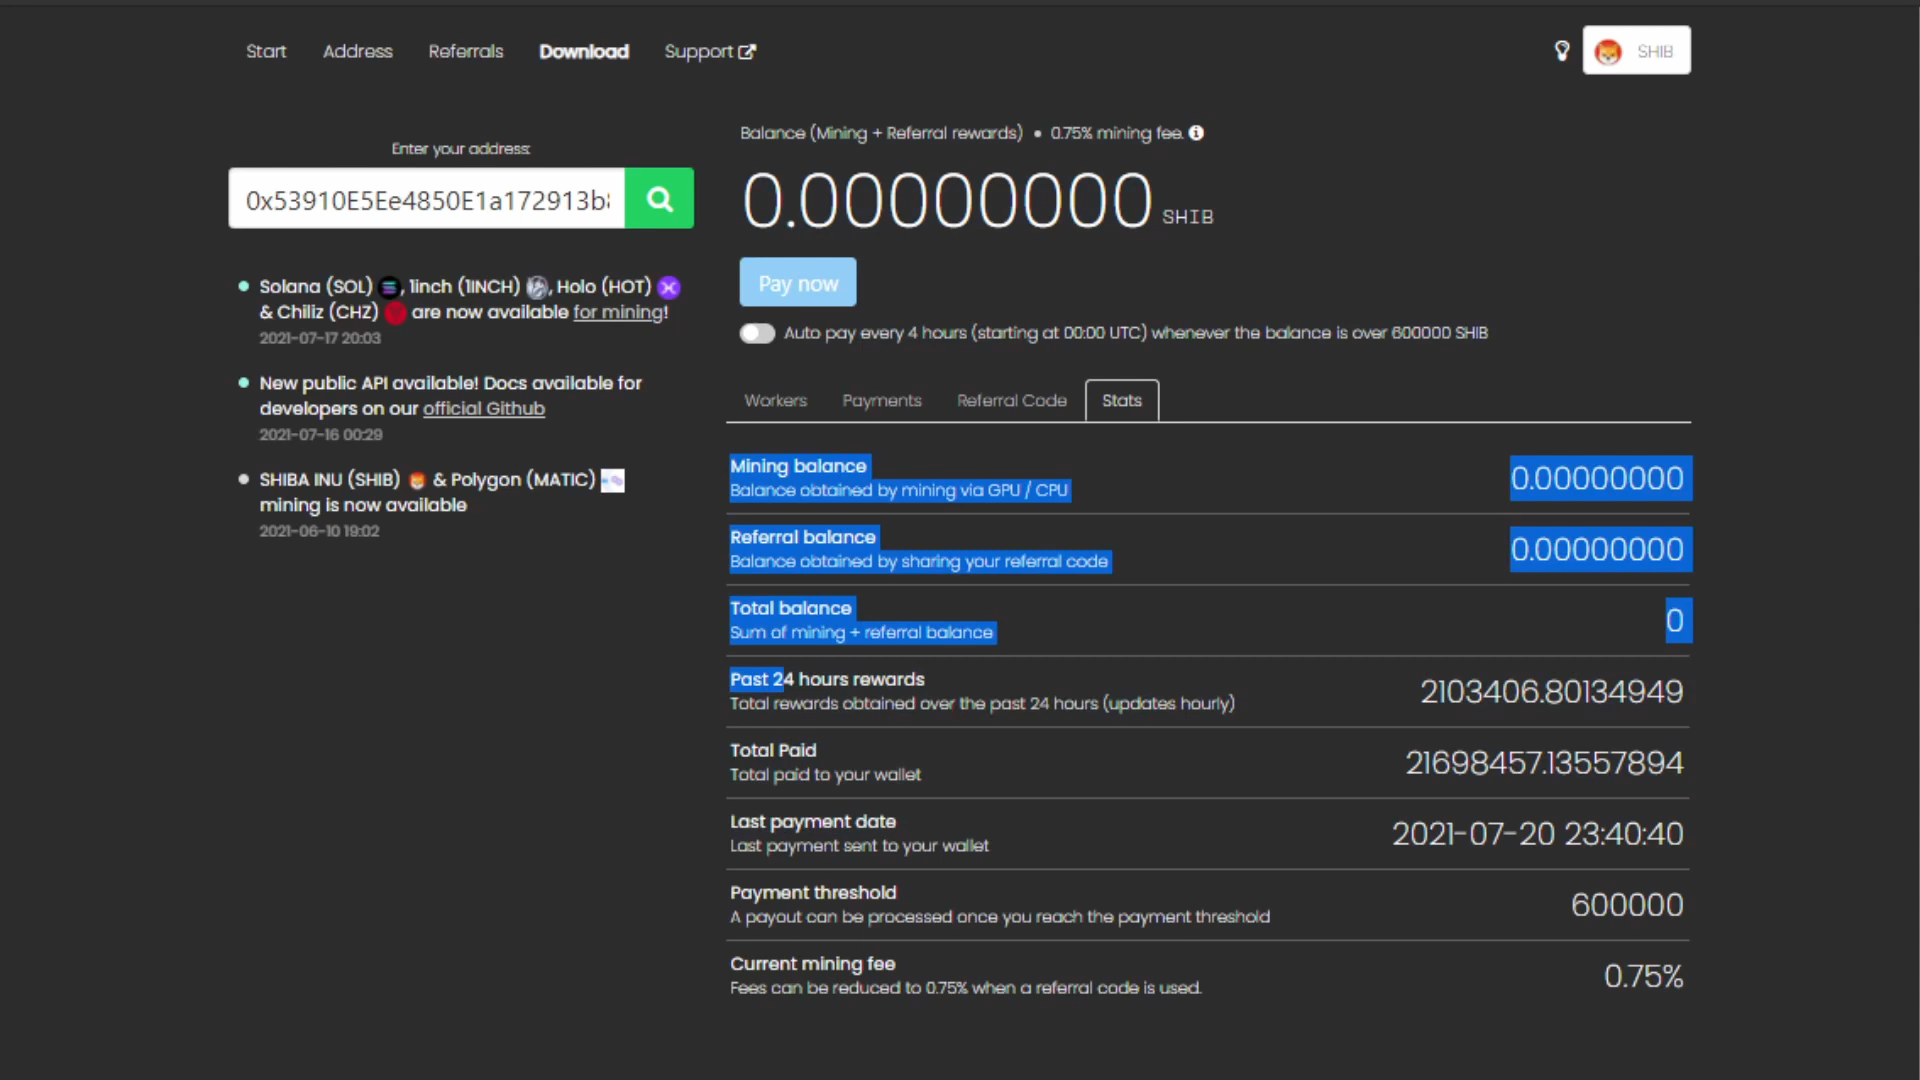 Start Address Referrals Download Support
SHIB
Enter your address:
0x53910E5Ee4850E1a172913b
Solana (SOL) , 1inch (1INCH) , Holo (HOT)
& Chiliz (CHZ) are now available for mining!
2021-07-17 20:03
New public API available! Docs available for
developers on our official Github
2021-07-16 00:29
SHIBA INU (SHIB) & Polygon (MATIC)
mining is now available
2021-06-10 19:02
Balance (Mining + Referral rewards) • 0.75% mining fee.
0.00000000 SHIB
Pay now
Auto pay every 4 hours (starting at 00:00 UTC) whenever the balance is over 600000 SHIB
Workers Payments Referral Code Stats
Mining balance
Balance obtained by mining via GPU / CPU
0.00000000
Referral balance
Balance obtained by sharing your referral code
0.00000000
Total balance
Sum of mining + referral balance
0
Past 24 hours rewards
Total rewards obtained over the past 24 hours (updates hourly)
2103406.80134949
Total Paid
Total paid to your wallet
21698457.13557894
Last payment date
Last payment sent to your wallet
2021-07-20 23:40:40
Payment threshold
A payout can be processed once you reach the payment threshold
600000
Current mining fee
Fees can be reduced to 0.75% when a referral code is used.
0.75%